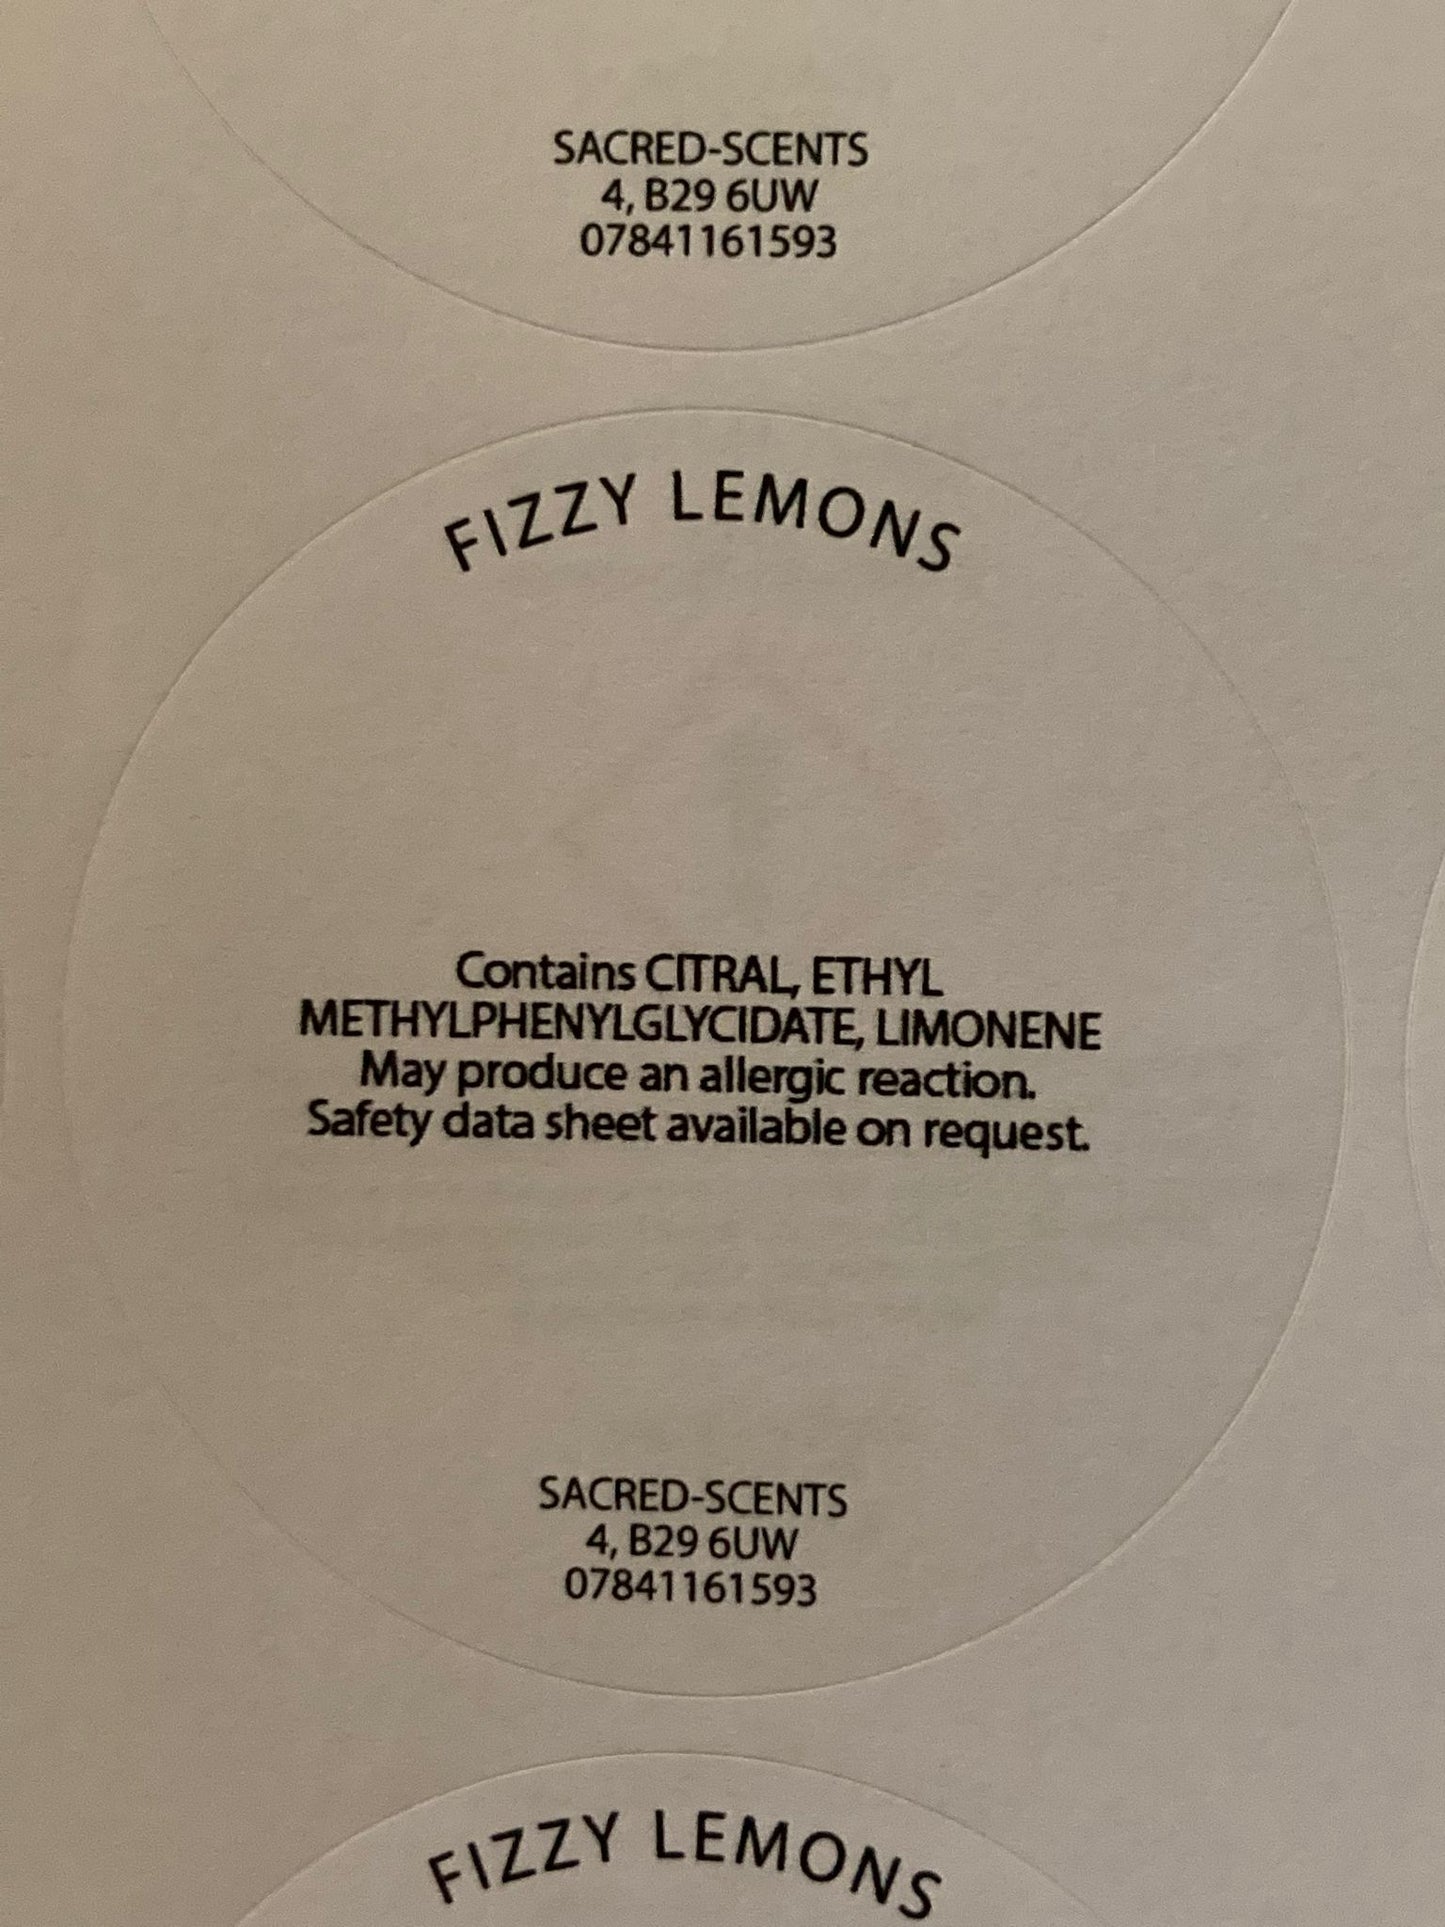 SACRED-SCENTS
4, B29 6UW
07841161593
FIZZY LEMONS
Contains CITRAL, ETHYL
METHYLPHENYLGLYCIDATE, LIMONENE
May produce an allergic reaction.
Safety data sheet available on request.
SACRED-SCENTS
4, B29 6UW
07841161593
FIZZY LEMONS